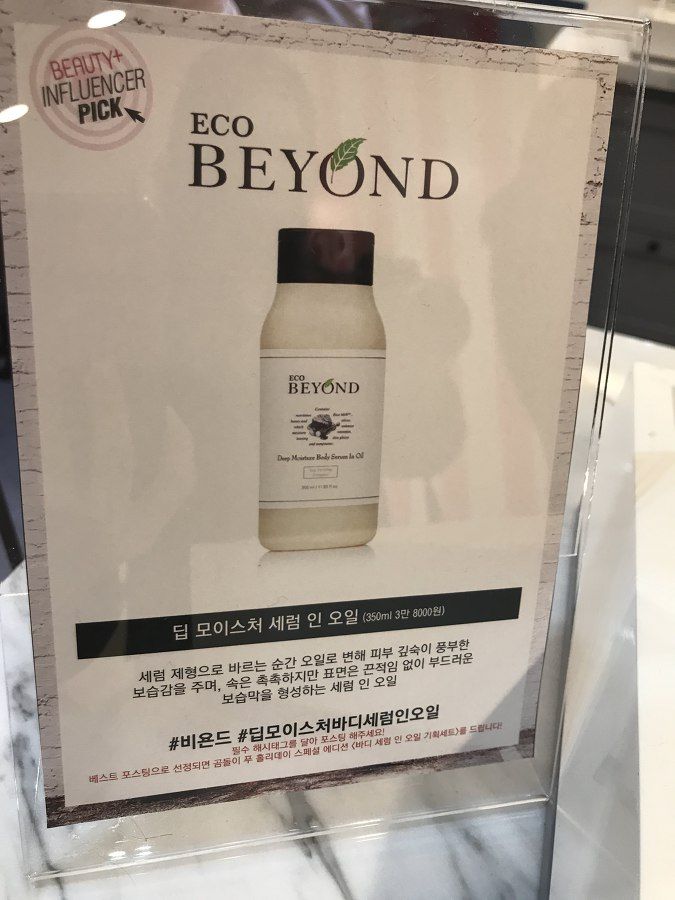 BEAUTY+
INFLUENCER
PICK
ECO
BEYOND
ECO
BEYOND
Contains
Deep Moisture Body Serum In Oil
딥 모이스처 세럼 인 오일 (350ml 3만 8000원)
세럼 제형으로 바르는 순간 오일로 변해 피부 깊숙이 풍부한
보습감을 주며, 속은 촉촉하지만 표면은 끈적임 없이 부드러운
보습막을 형성하는 세럼 인 오일
#비욘드 #딥모이스처바디세럼인오일
필수 해시태그를 달아 포스팅 해주세요!
베스트 포스팅으로 선정되면 곰돌이 푸 홀리데이 스페셜 에디션 <바디 세럼 인 오일 기획세트>를 드립니다!